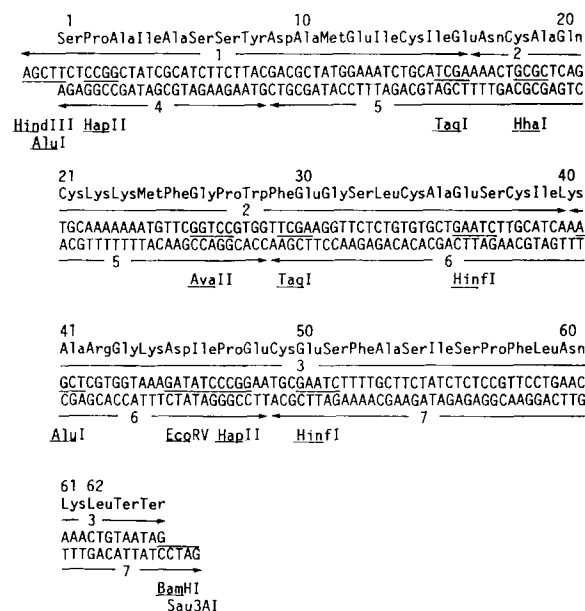 1 10 20
SerProAlaIleAlaSerSerTyrAspAlaMetGluIleCysIleGluAsnCysAlaGln
1 2
AGCTTCTCCGGCTATCGCATCTTCTTACGACGCTATGGAAATCTGCATCGAAAACTGCGCTCAG
AGAGGCCGATAGCGTAGAAGAATGCTGCGATACCTTTAGACGTAGCTTTTGACGCGAGTC
4 5
HindIII HapII TaqI HhaI
AluI
21 30 40
CysLysLysMetPheGlyProTrpPheGluGlySerLeuCysAlaGluSerCysIleLys
2
TGCAAAAAAATGTTCGGTCCGTGGTTCGAAGGTTCTCTGTGTGCTGAATCTTGCATCAAA
ACGTTTTTTTACAAGCCAGGCACCAAGCTTCCAAGAGACACACGACTTAGAACGTAGTTT
5 6
AvaII TaqI HinfI
41 50 60
AlaArgGlyLysAspIleProGluCysGluSerPheAlaSerIleSerProPheLeuAsn
3
GCTCGTGGTAAAGATATCCCGGAATGCGAATCTTTTGCTTCTATCTCTCCGTTCCTGAAC
CGAGCACCATTTCTATAGGGCCTTACGCTTAGAAAACGAAGATAGAGAGGCAAGGACTTG
6 7
AluI EcoRV HapII HinfI
61 62
LysLeuTerTer
3
AAACTGTAATAG
TTTGACATTATCCTAG
7
BamHI
Sau3AI